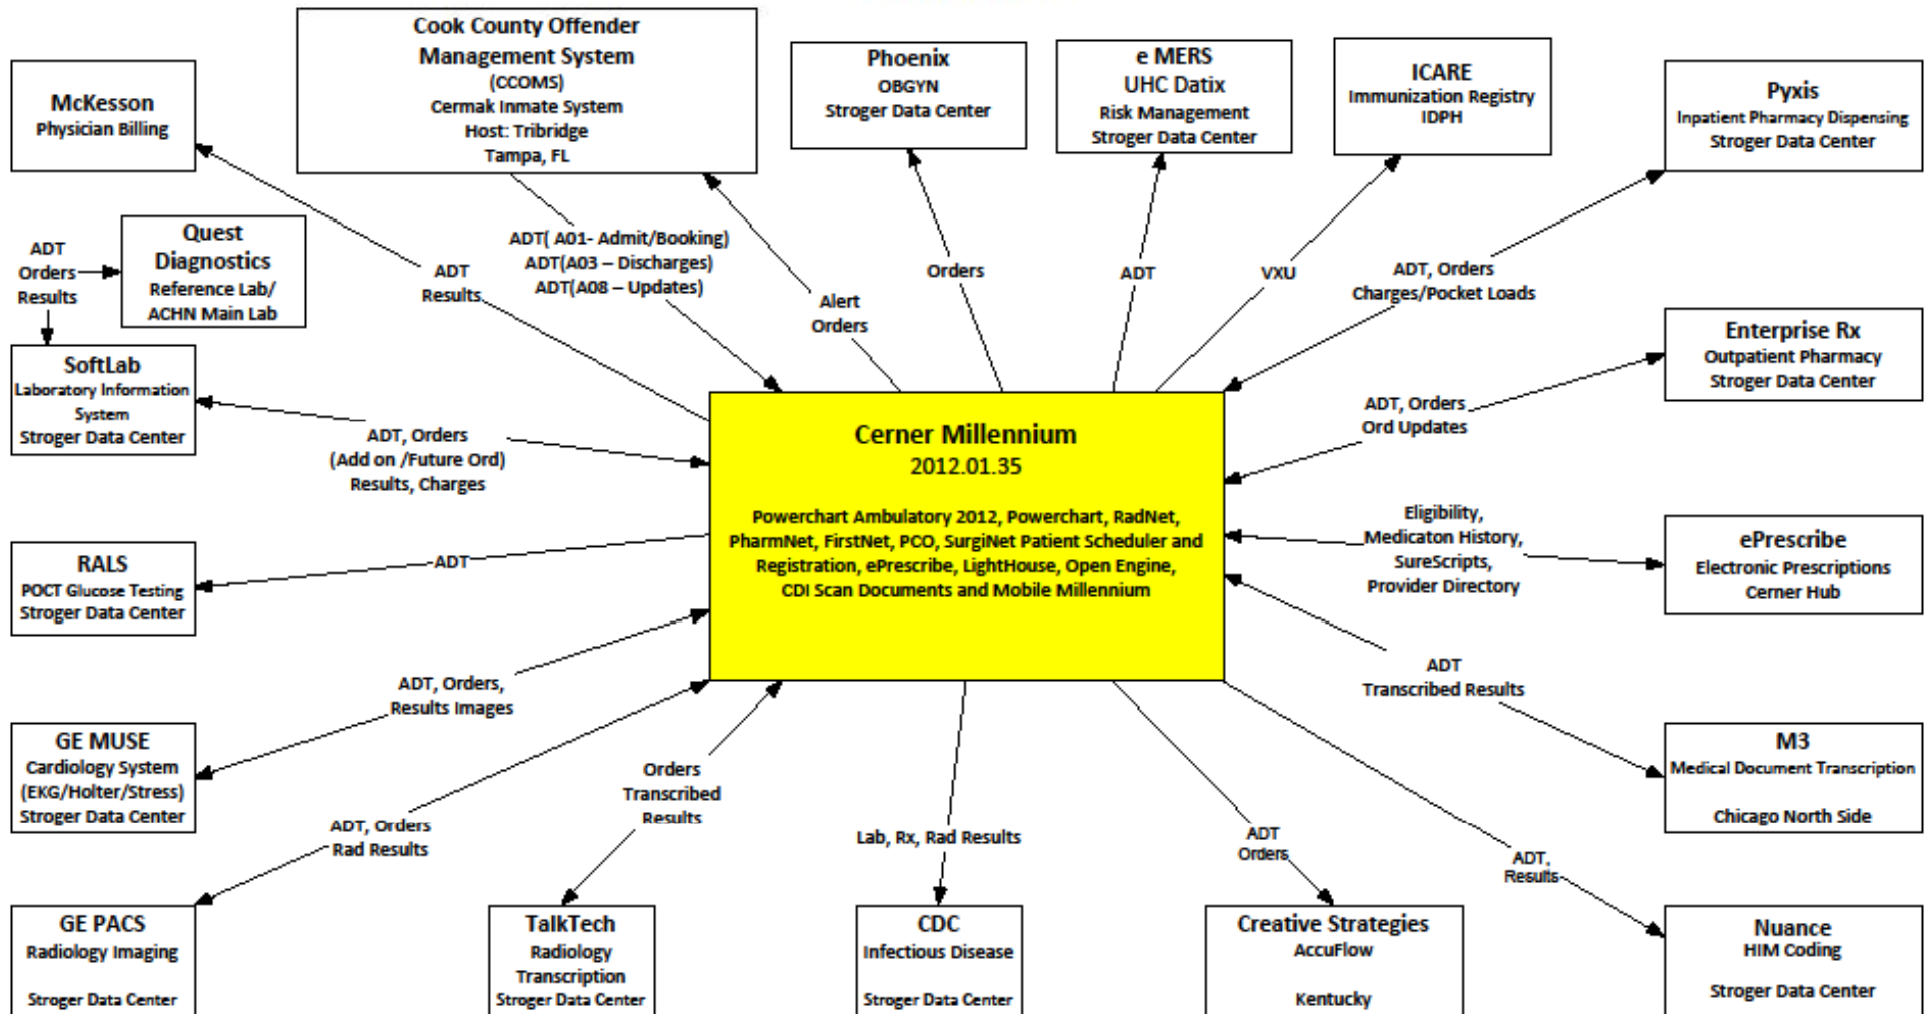 Cook County Offender
Management System
(CCOMS)
Cermak Inmate System
Host: Tribridge
Tampa, FL
Phoenix
OBGYN
Stroger Data Center
e MERS
UHC Datix
Risk Management
Stroger Data Center
ICARE
Immunization Registry
IDPH
Pyxis
Inpatient Pharmacy Dispensing
Stroger Data Center
McKesson
Physician Billing
Quest
Diagnostics
Reference Lab/
ACHN Main Lab
ADT
Orders
Results
ADT
Results
ADT( A01- Admit/Booking)
ADT(A03 – Discharges)
ADT(A08 – Updates)
Alert
Orders
Orders
ADT
VXU
ADT, Orders
Charges/Pocket Loads
SoftLab
Laboratory Information
System
Stroger Data Center
ADT, Orders
(Add on /Future Ord)
Results, Charges
Enterprise Rx
Outpatient Pharmacy
Stroger Data Center
ADT, Orders
Ord Updates
Cerner Millennium
2012.01.35
Powerchart Ambulatory 2012, Powerchart, RadNet,
PharmNet, FirstNet, PCO, SurgiNet Patient Scheduler and
Registration, ePrescribe, LightHouse, Open Engine,
CDI Scan Documents and Mobile Millennium
Eligibility,
Medicaton History,
SureScripts,
Provider Directory
ePrescribe
Electronic Prescriptions
Cerner Hub
RALS
POCT Glucose Testing
Stroger Data Center
ADT
ADT, Orders,
Results Images
ADT
Transcribed Results
GE MUSE
Cardiology System
(EKG/Holter/Stress)
Stroger Data Center
M3
Medical Document Transcription
Chicago North Side
ADT, Orders
Rad Results
Orders
Transcribed
Results
Lab, Rx, Rad Results
ADT
Orders
ADT,
Results
GE PACS
Radiology Imaging
Stroger Data Center
TalkTech
Radiology
Transcription
Stroger Data Center
CDC
Infectious Disease
Stroger Data Center
Creative Strategies
AccuFlow
Kentucky
Nuance
HIM Coding
Stroger Data Center